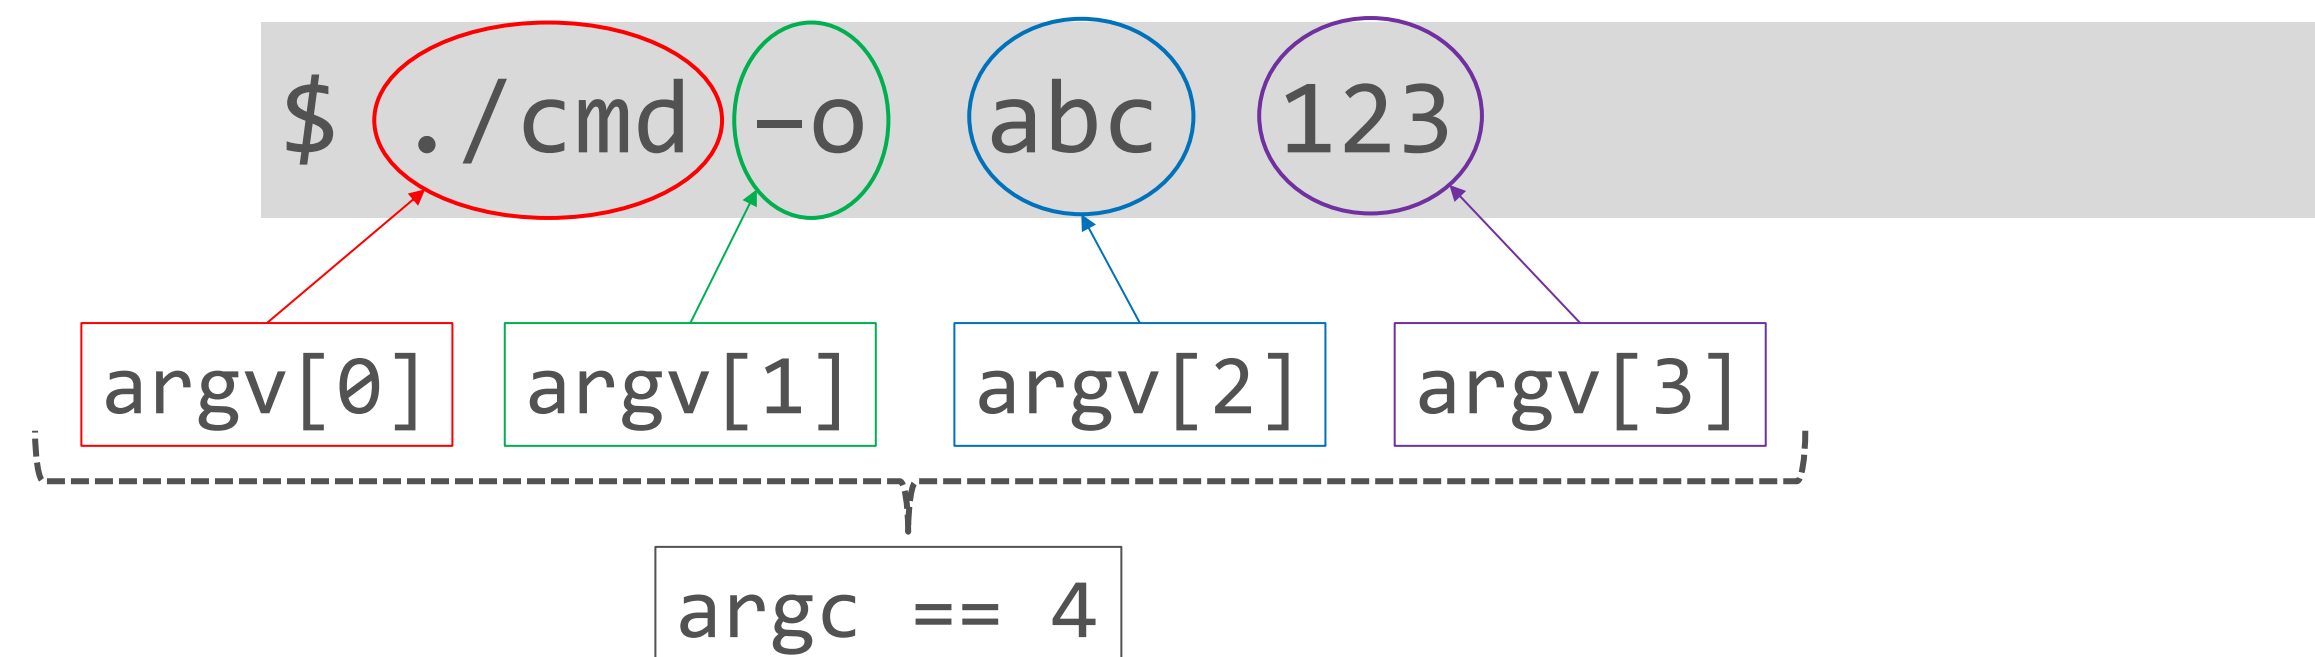 $ ./cmd -o abc 123
argv[0] argv[1] argv[2] argv[3]
argc == 4